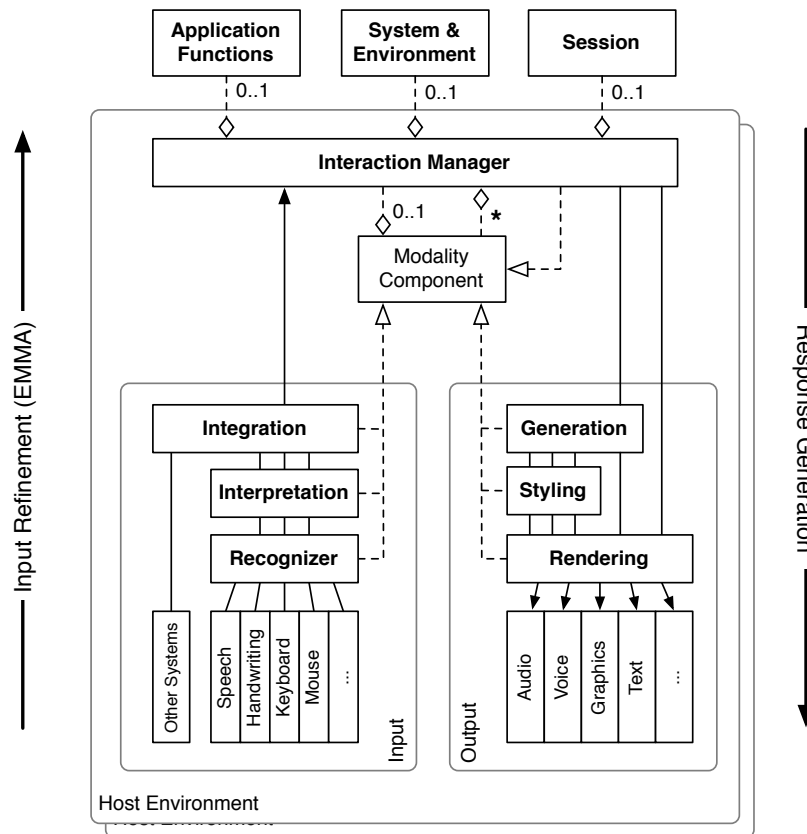 Application
Functions
System &
Environment
Session
0..1
0..1
0..1
Interaction Manager
0..1
*
Modality
Component
Input Refinement (EMMA)
Response Generation
Integration
Generation
Interpretation
Styling
Recognizer
Rendering
Other Systems
Speech
Handwriting
Keyboard
Mouse
...
Input
Output
Audio
Voice
Graphics
Text
...
Host Environment
Host Environment